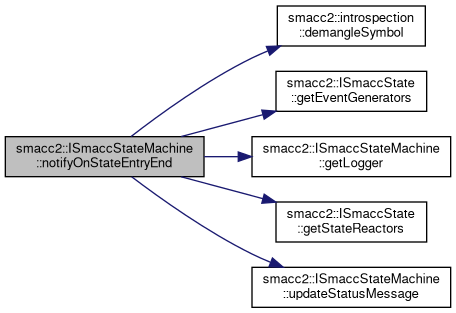 smacc2::introspection
::demangleSymbol
smacc2::ISmaccState
::getEventGenerators
smacc2::ISmaccStateMachine
::notifyOnStateEntryEnd
smacc2::ISmaccStateMachine
::getLogger
smacc2::ISmaccState
::getStateReactors
smacc2::ISmaccStateMachine
::updateStatusMessage